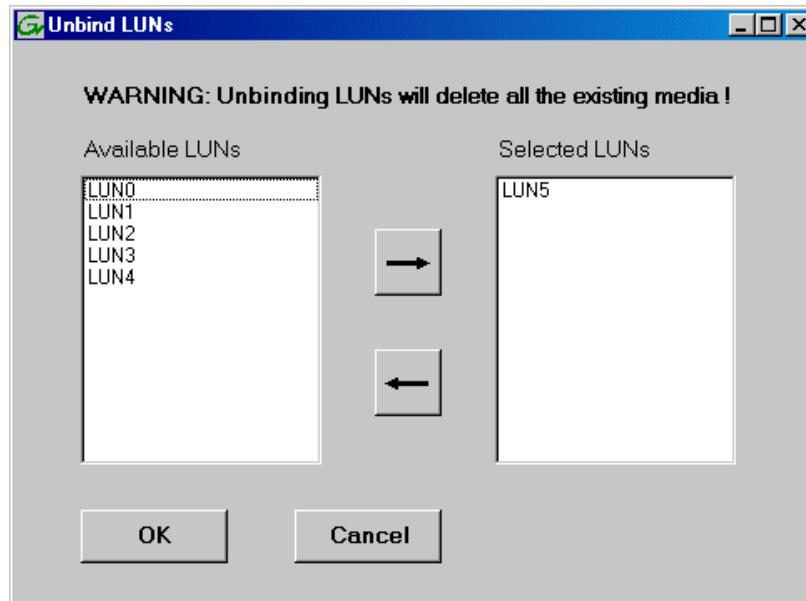 Unbind LUNs
WARNING: Unbinding LUNs will delete all the existing media !
Available LUNs
Selected LUNs
LUN0
LUN1
LUN2
LUN3
LUN4
LUN5
OK
Cancel